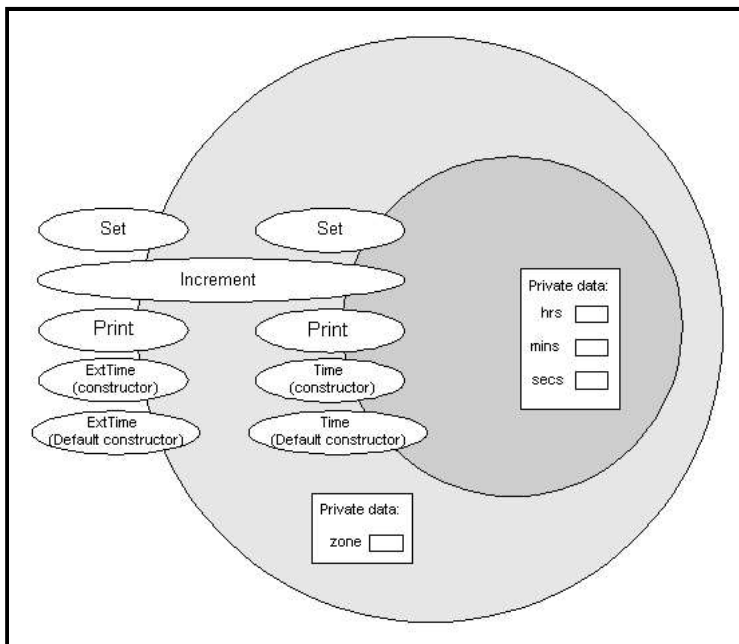 Set
Set
Increment
Print
Print
ExtTime
(constructor)
Time
(constructor)
ExtTime
(Default constructor)
Time
(Default constructor)
Private data:
hrs
mins
secs
Private data:
zone